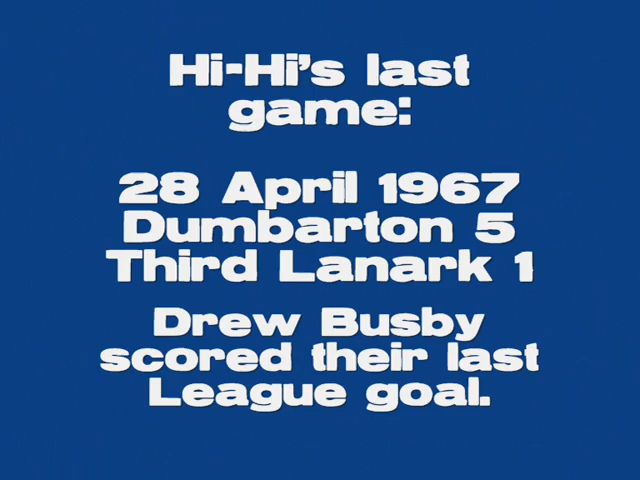 Hi-Hi's last
game:
28 April 1967
Dumbarton 5
Third Lanark 1
Drew Busby
scored their last
League goal.